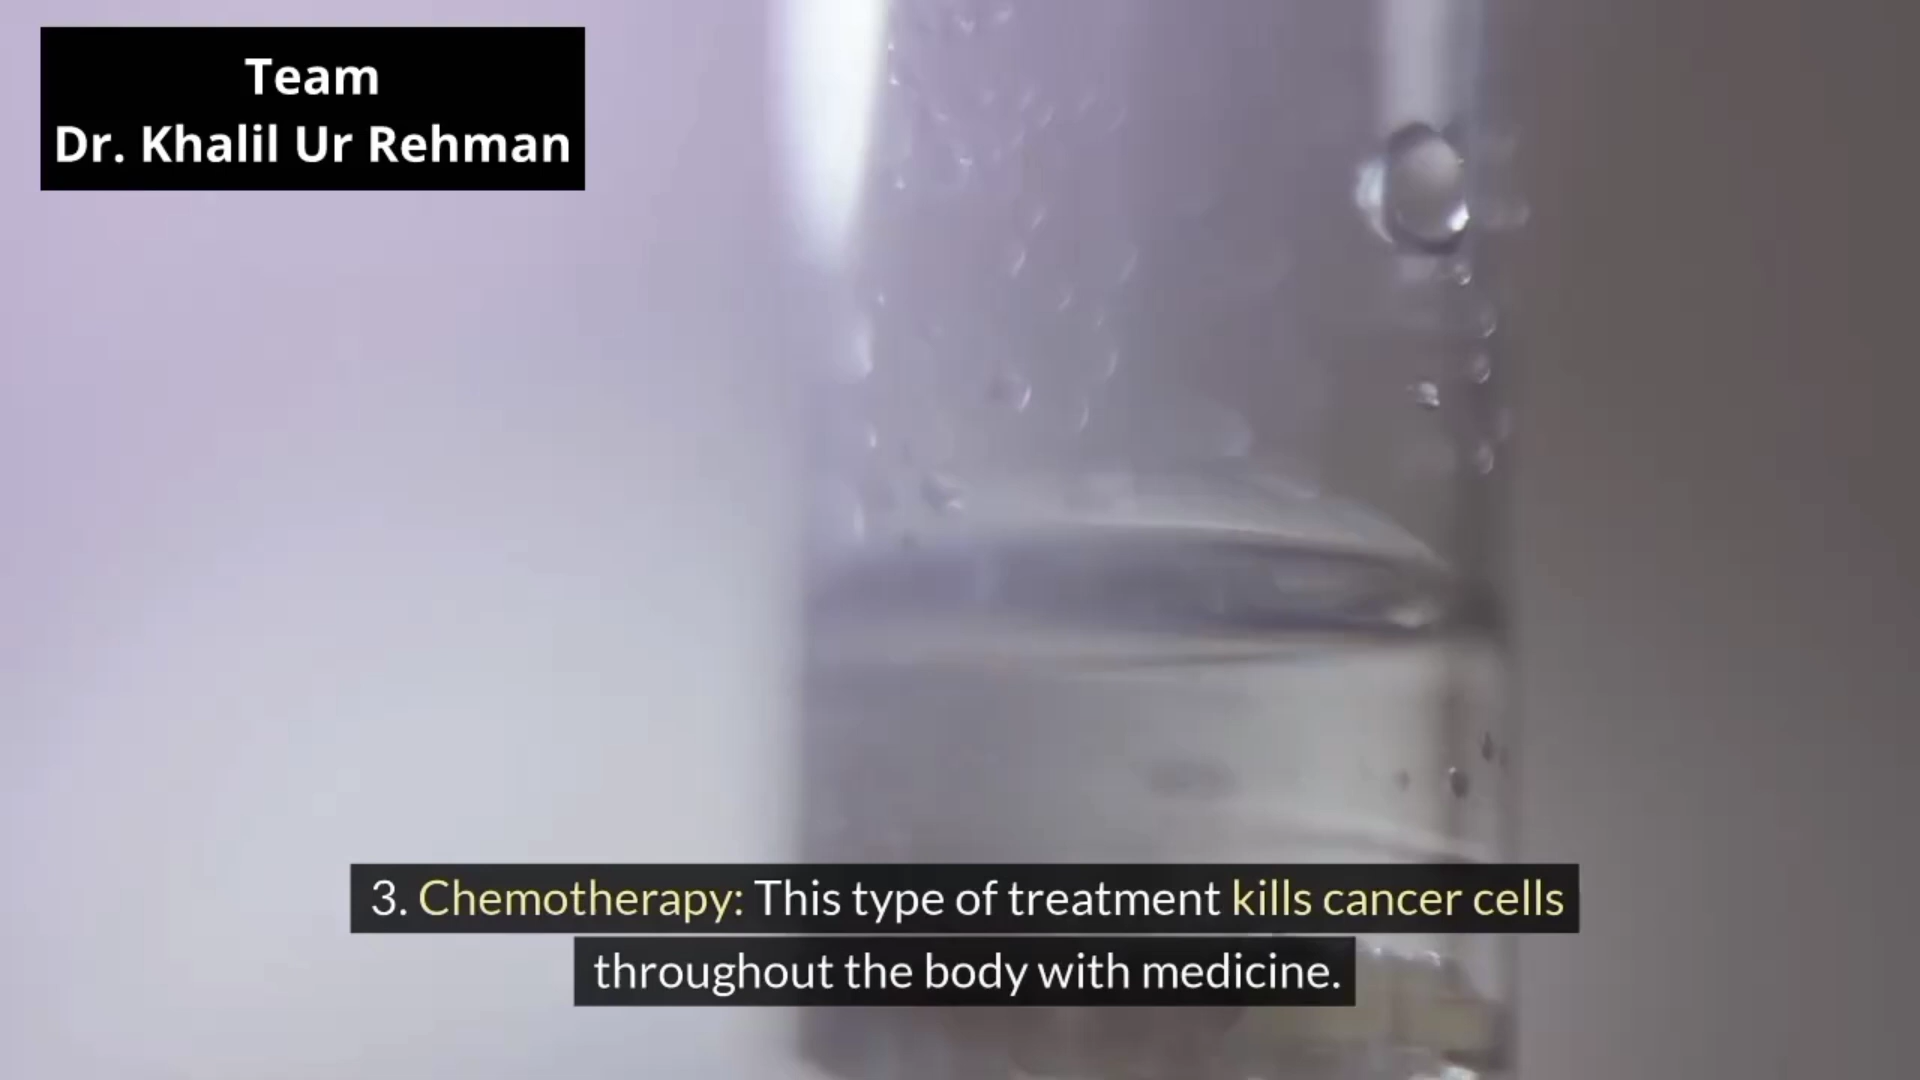 Team
Dr. Khalil Ur Rehman
3. Chemotherapy: This type of treatment kills cancer cells
throughout the body with medicine.